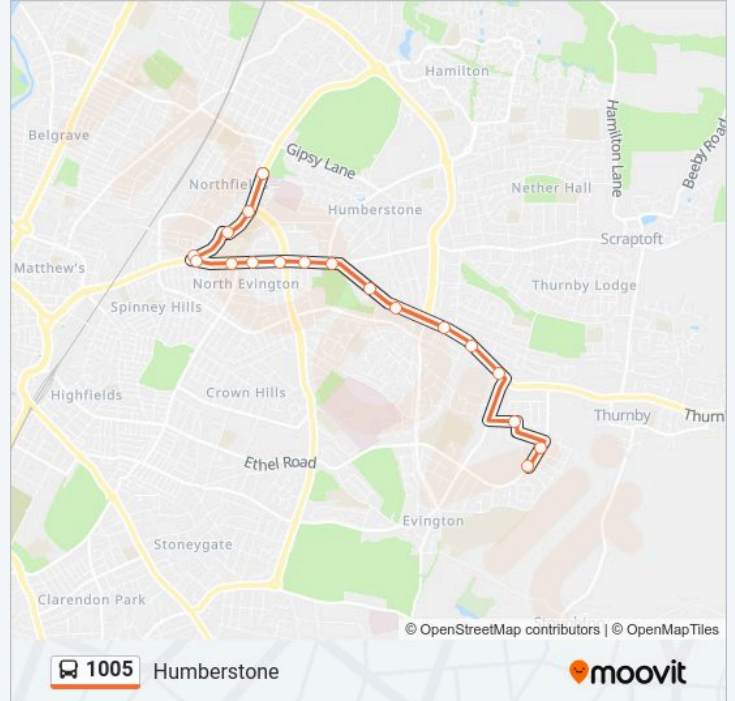 Hamilton
Belgrave
Hamilton Lane
Beeby Road
Gipsy Lane
Northfields
Nether Hall
Humberstone
Scraptoft
Matthew's
North Evington
Thurnby Lodge
Spinney Hills
Highfields
Crown Hills
Thurnby
Thurn
Ethel Road
Evington
Stoneygate
Clarendon Park
© OpenStreetMap contributors | © OpenMapTiles
1005 Humberstone
moovit